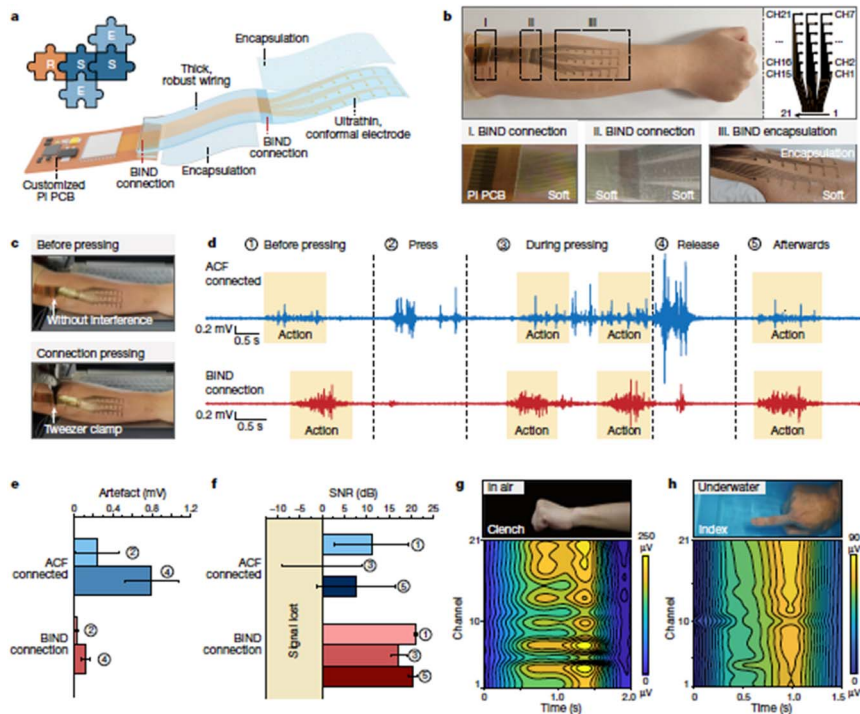 a
E
R S S
E
Encapsulation
Thick,
robust wiring
Ultrathin,
conformal electrode
BIND
connection
Encapsulation
BIND
connection
Customized
PI PCB
b
I II III
CH21 CH7
... ...
CH16 CH2
CH15 CH1
21 1
I. BIND connection
PI PCB Soft
II. BIND connection
Soft Soft
III. BIND encapsulation
Encapsulation
Soft
c
Before pressing
Without interference
Connection pressing
Tweezer clamp
d
① Before pressing ② Press ③ During pressing ④ Release ⑤ Afterwards
ACF
connected
0.2 mV
0.5 s
Action Action Action Action
BIND
connection
0.2 mV
0.5 s
Action Action Action Action
e
Artefact (mV)
0 0.4 0.8 1.2
ACF
connected
②
④
BIND
connection
②
④
f
SNR (dB)
–10 –5 0 5 10 15 20 25
Signal lost
ACF
connected
①
③
⑤
BIND
connection
①
③
⑤
g
In air
Clench
250
µV
21
Channel
10
1
0 0.5 1.0 1.5 2.0
Time (s)
0
µV
h
Underwater
Index
90
µV
21
Channel
10
1
0 0.5 1.0 1.5
Time (s)
0
µV